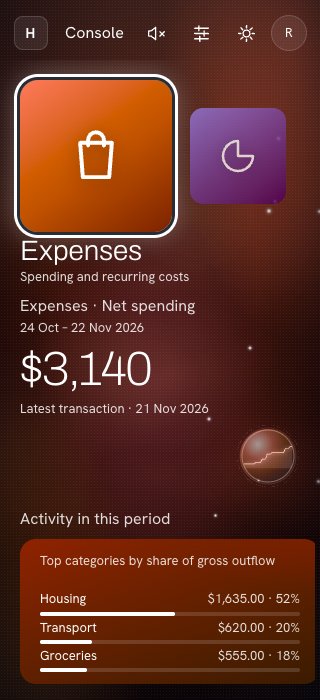 H Console R
Expenses
Spending and recurring costs
Expenses · Net spending
24 Oct – 22 Nov 2026
$3,140
Latest transaction · 21 Nov 2026
Activity in this period
Top categories by share of gross outflow
Housing $1,635.00 · 52%
Transport $620.00 · 20%
Groceries $555.00 · 18%